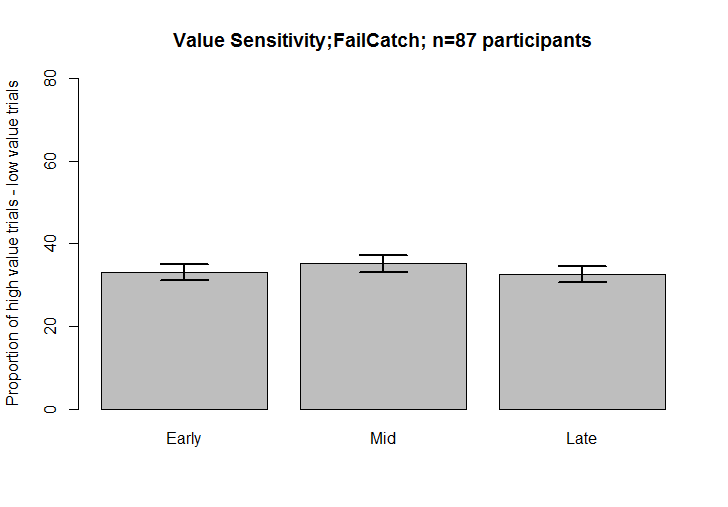 Value Sensitivity;FailCatch; n=87 participants
Proportion of high value trials - low value trials
80
60
40
20
0
Early Mid Late